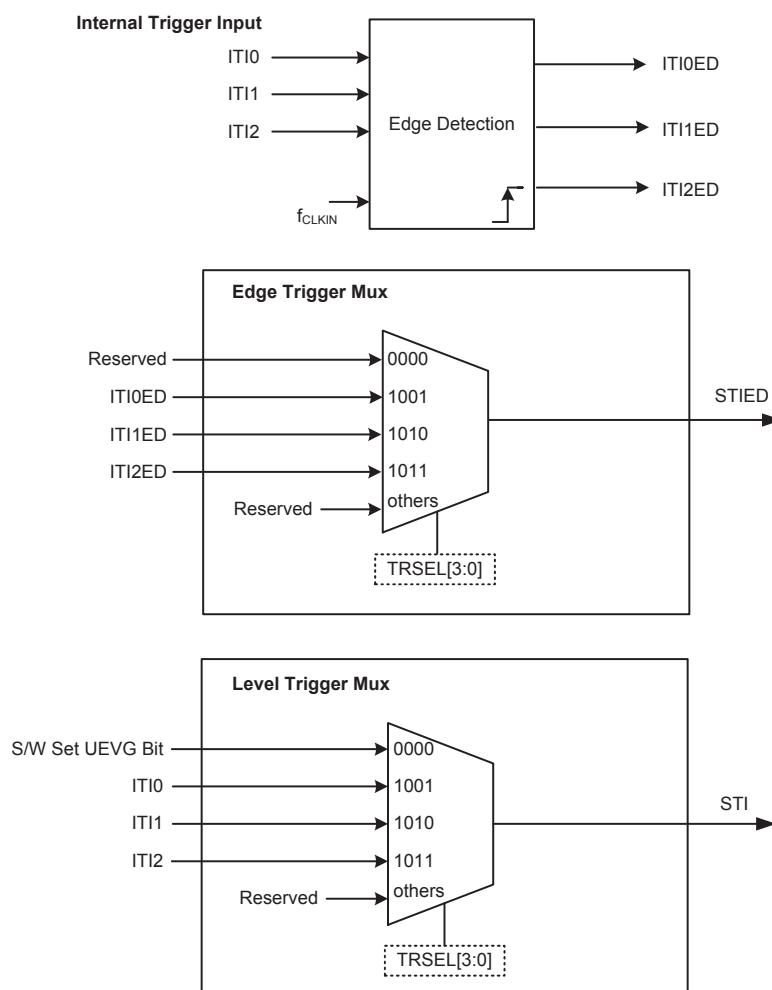 Internal Trigger Input
ITI0
ITI1
ITI2
fCLKIN
Edge Detection
ITI0ED
ITI1ED
ITI2ED
Edge Trigger Mux
Reserved
ITI0ED
ITI1ED
ITI2ED
Reserved
0000
1001
1010
1011
others
TRSEL[3:0]
STIED
Level Trigger Mux
S/W Set UEVG Bit
ITI0
ITI1
ITI2
Reserved
0000
1001
1010
1011
others
TRSEL[3:0]
STI